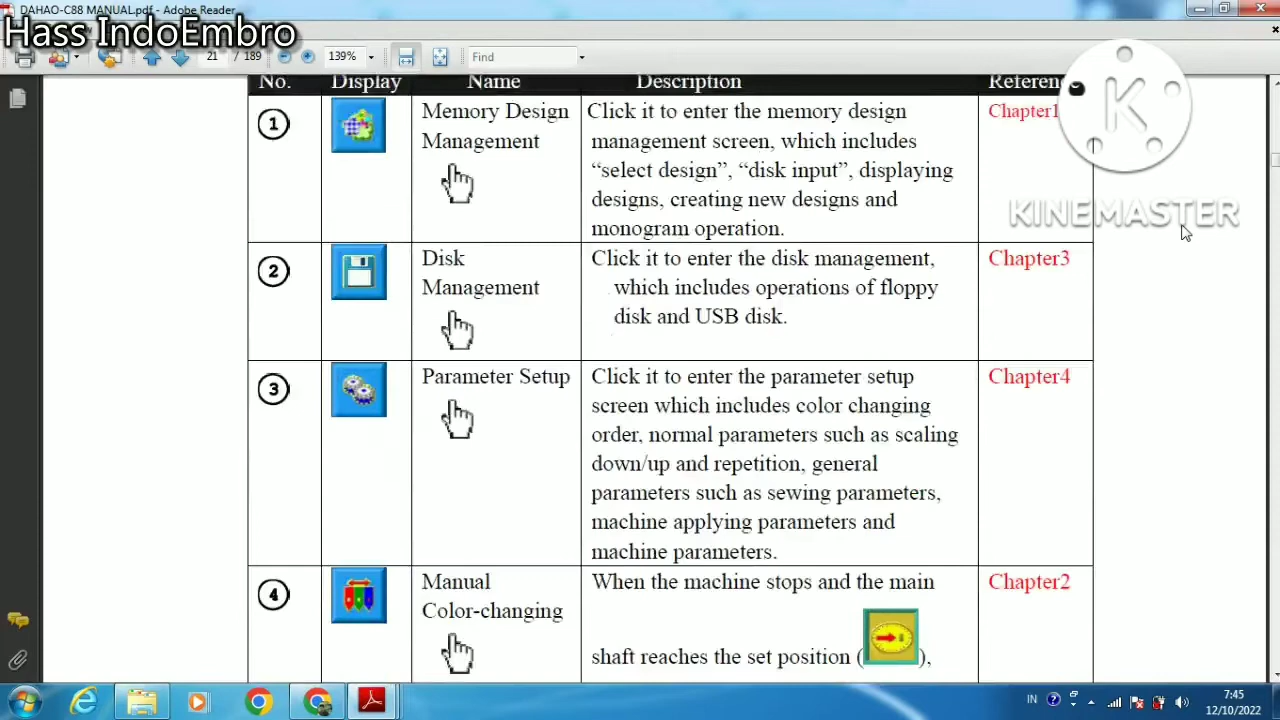 DAHAO-C88 MANUAL.pdf - Adobe Reader
Hass IndoEmbro
21 / 189
139%
Find
No. Display Name Description
1 Memory Design Management
Click it to enter the memory design
management screen, which includes
“select design”, “disk input”, displaying
designs, creating new designs and
monogram operation.
K
KINEMASTER
2 Disk Management
Click it to enter the disk management,
which includes operations of floppy
disk and USB disk.
Chapter3
3 Parameter Setup
Click it to enter the parameter setup
screen which includes color changing
order, normal parameters such as scaling
down/up and repetition, general
parameters such as sewing parameters,
machine applying parameters and
machine parameters.
Chapter4
4 Manual
Color-changing
When the machine stops and the main
shaft reaches the set position ( ),
Chapter2
IN
7:45
12/10/2022